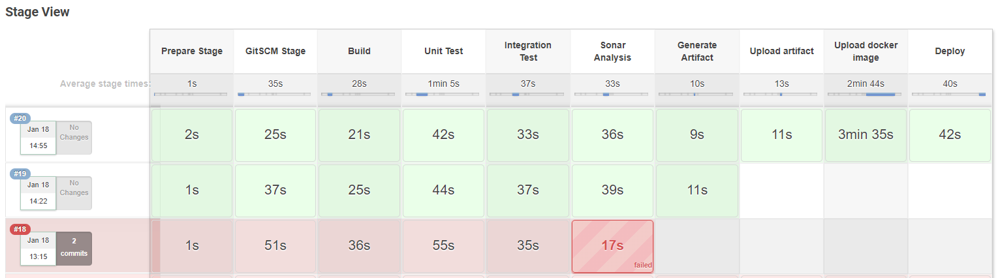 Stage View
Prepare Stage GitSCM Stage Build Unit Test Integration Test Sonar Analysis Generate Artifact Upload artifact Upload docker image Deploy
Average stage times: 1s 35s 28s 1min 5s 37s 33s 10s 13s 2min 44s 40s
#20
Jan 18 14:55 No Changes 2s 25s 21s 42s 33s 36s 9s 11s 3min 35s 42s
#19
Jan 18 14:22 No Changes 1s 37s 25s 44s 37s 39s 11s
#18
Jan 18 13:15 2 commits 1s 51s 36s 55s 35s 17s
failed